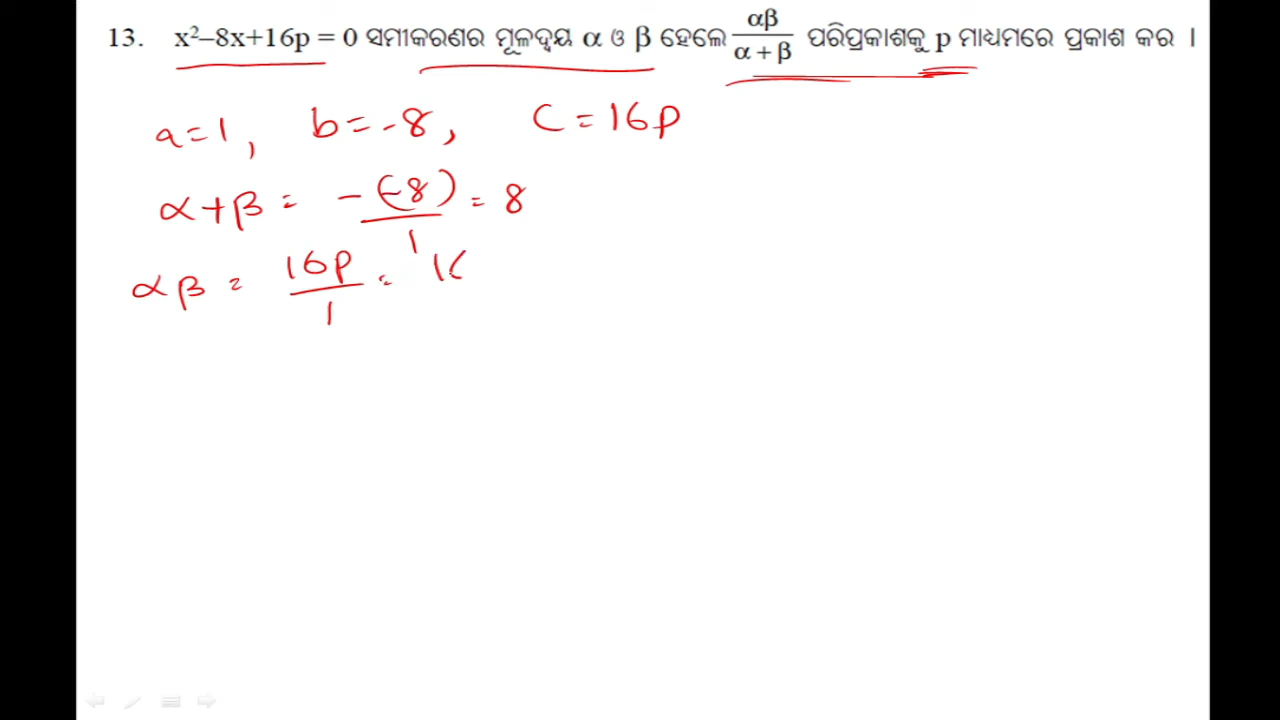 13. x²–8x+16p = 0 ସମୀକରଣର ମୂଳଦ୍ୱୟ α ଓ β ହେଲେ αβ/(α + β) ପରିପ୍ରକାଶକୁ p ମାଧ୍ୟମରେ ପ୍ରକାଶ କର ।
a=1, b=-8, C=16p
α+β = -(-8)/1 = 8
αβ = 16p/1 = 16